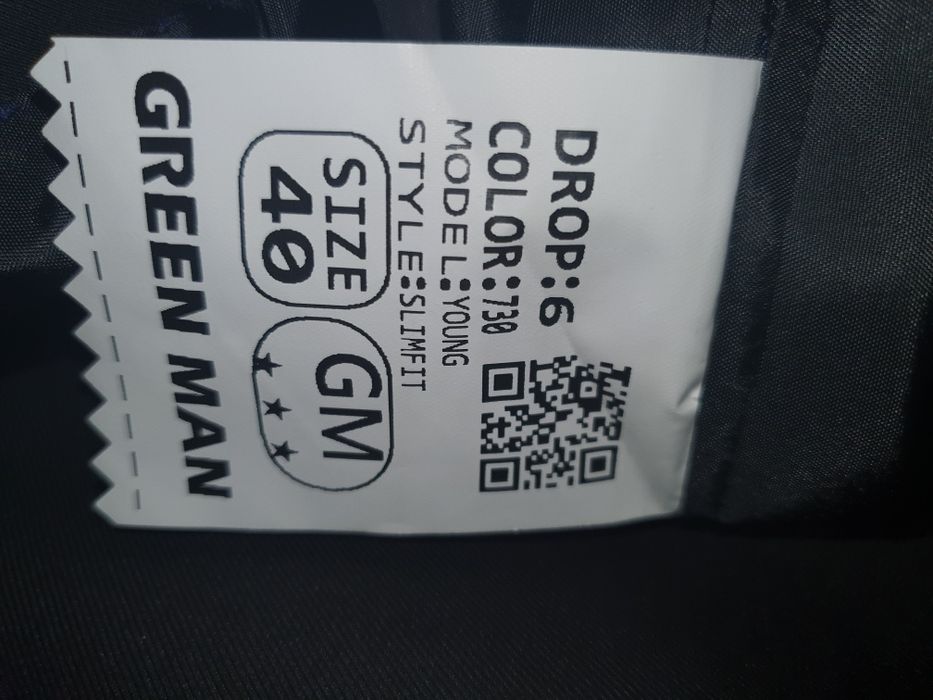 DROP:6
COLOR:730
MODEL:YOUNG
STYLE:SLIMFIT
SIZE
40
GM
★★★
GREEN MAN